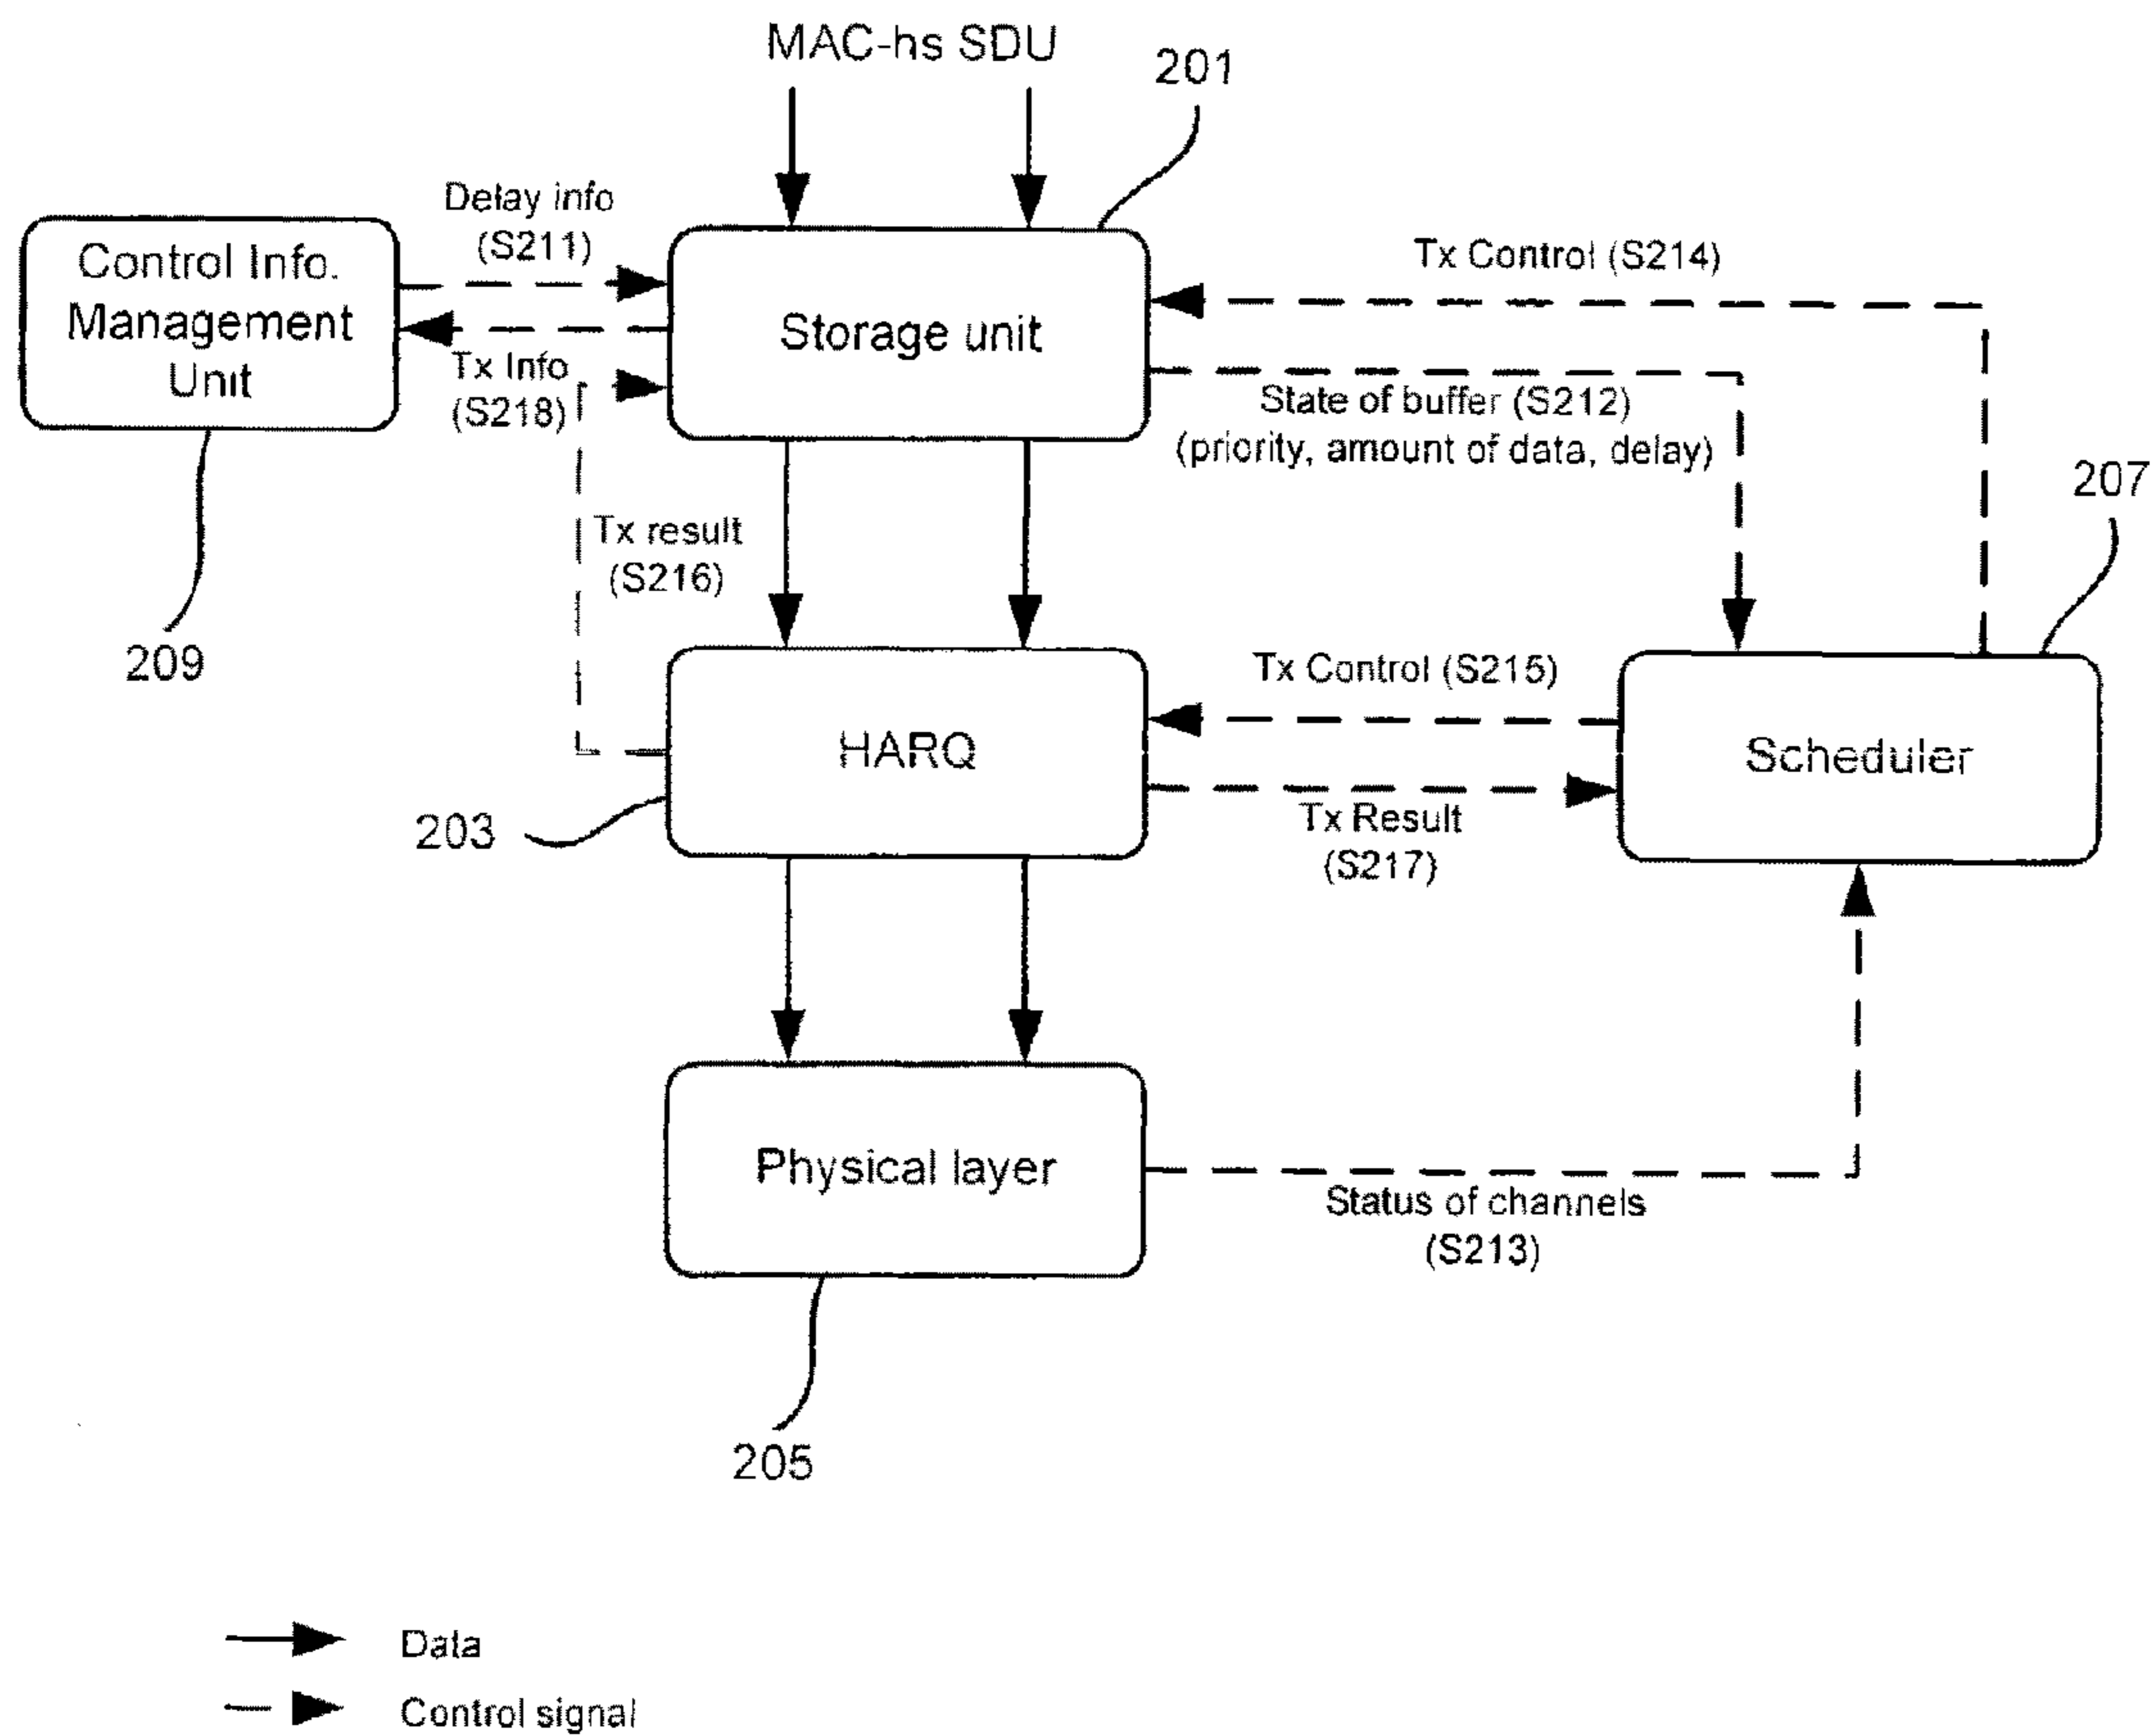 MAC-hs SDU
201
Delay info
(S211)
Control Info.
Management
Unit
Tx Control (S214)
Storage unit
Tx Info
(S218)
State of buffer (S212)
(priority, amount of data, delay)
207
Tx result
(S216)
209
Tx Control (S215)
HARQ
Scheduler
203
Tx Result
(S217)
Physical layer
Status of channels
(S213)
205
Data
Control signal